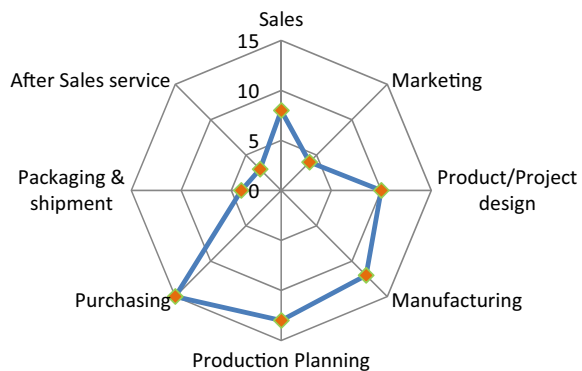 Sales
15
After Sales service
Marketing
10
5
Packaging &
shipment
0
Product/Project
design
Purchasing
Manufacturing
Production Planning